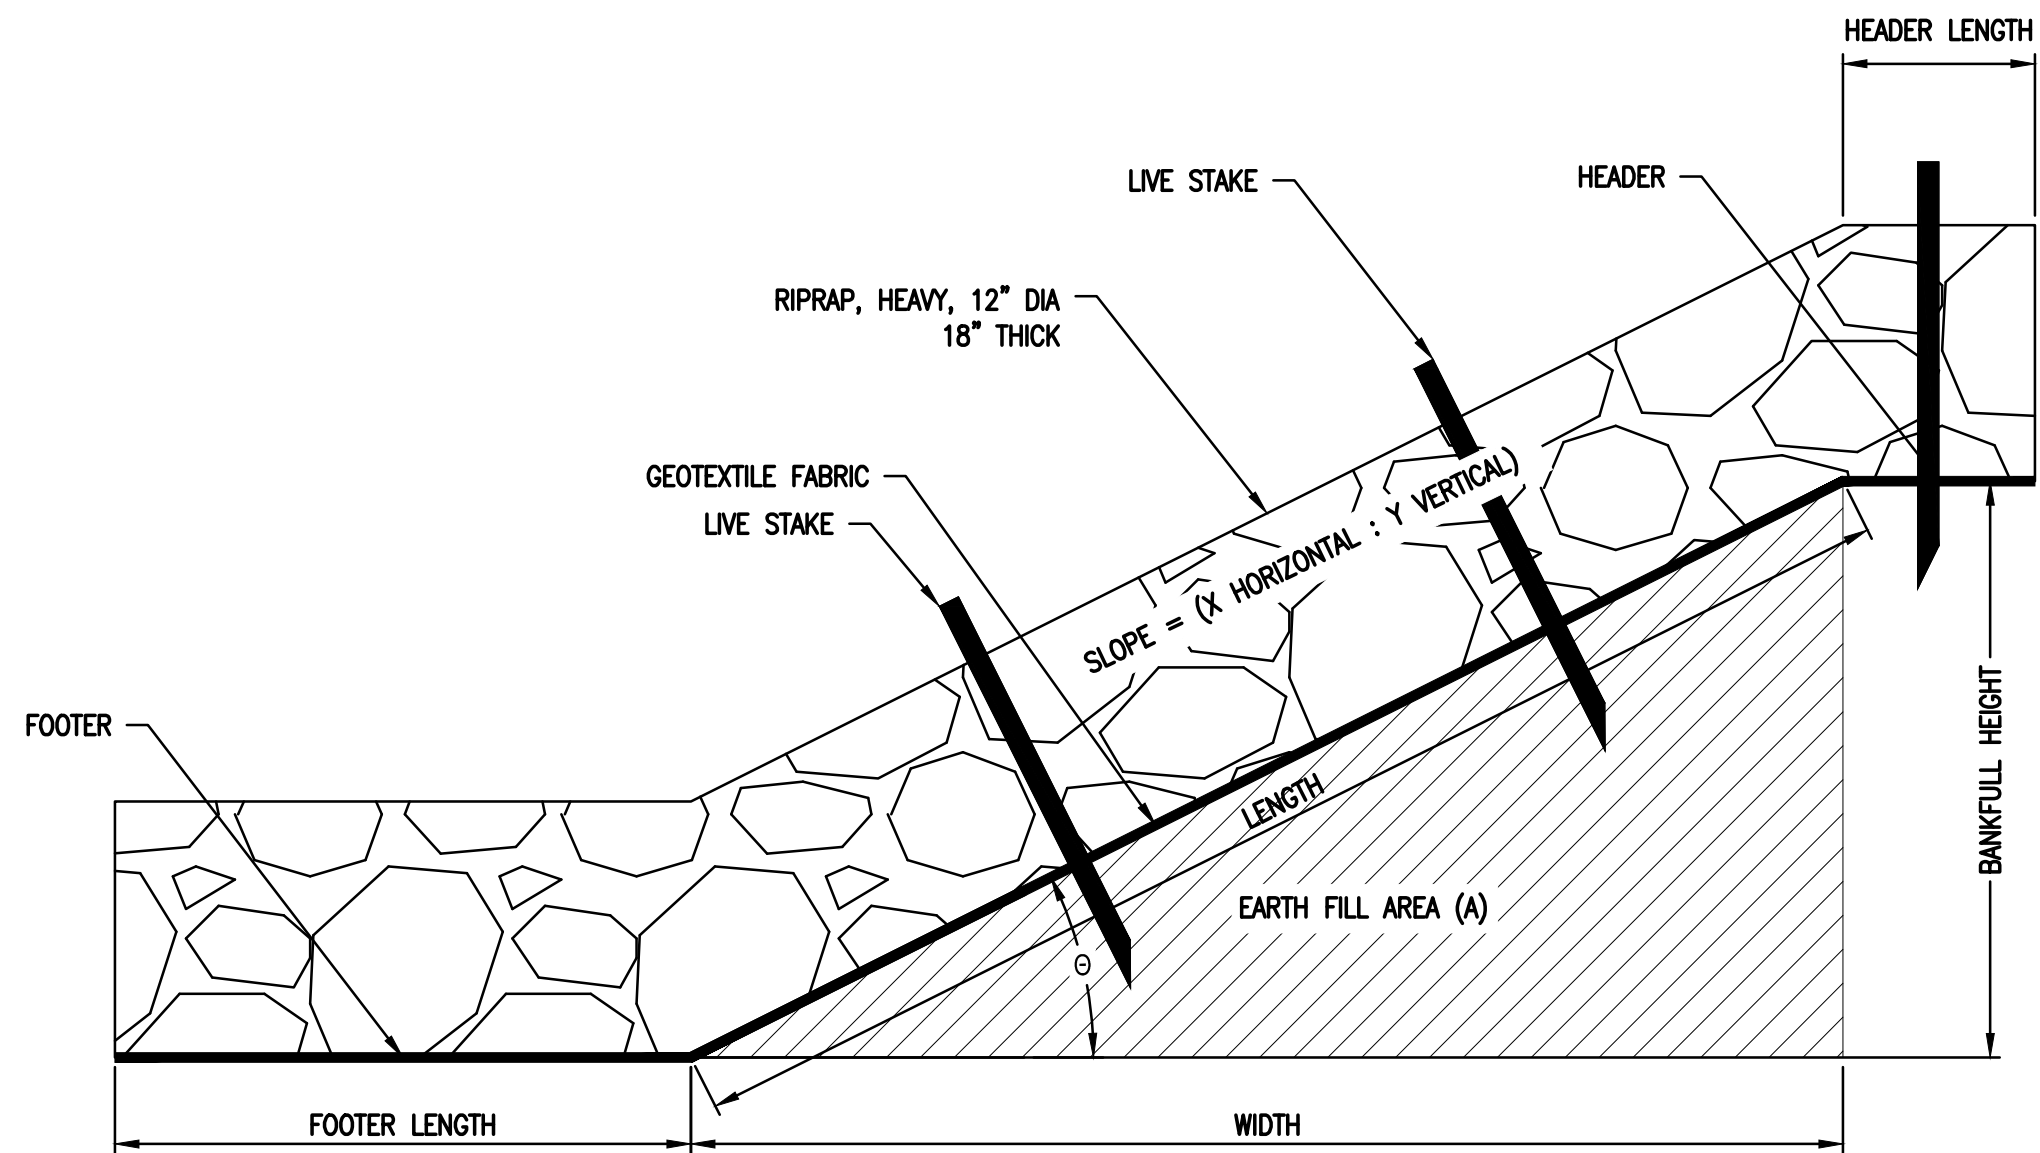 HEADER LENGTH
LIVE STAKE
HEADER
RIPRAP, HEAVY, 12" DIA
18" THICK
GEOTEXTILE FABRIC
LIVE STAKE
SLOPE = (X HORIZONTAL : Y VERTICAL)
FOOTER
LENGTH
BANKFULL HEIGHT
EARTH FILL AREA (A)
Θ
FOOTER LENGTH
WIDTH